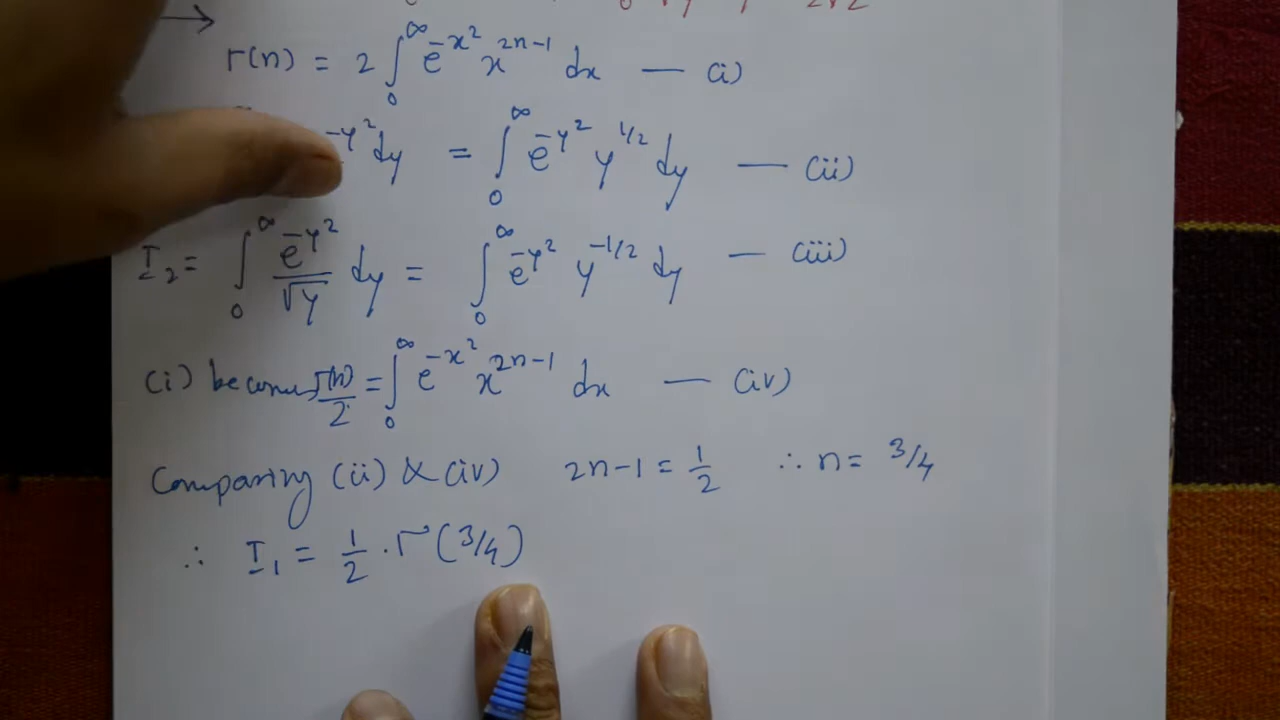 →
Γ(n) = 2 ∫₀^∞ e^{-x²} x^{2n-1} dx — (i)
e^{-y²} dy = ∫₀^∞ e^{-y²} y^{1/2} dy — (ii)
I₂ = ∫₀^∞ e^{-y²}/√y dy = ∫₀^∞ e^{-y²} y^{-1/2} dy — (iii)
(i) becomes Γ(n)/2 = ∫₀^∞ e^{-x²} x^{2n-1} dx — (iv)
Comparing (ii) & (iv) 2n-1 = 1/2 ∴ n = 3/4
∴ I₁ = 1/2 · Γ(3/4)